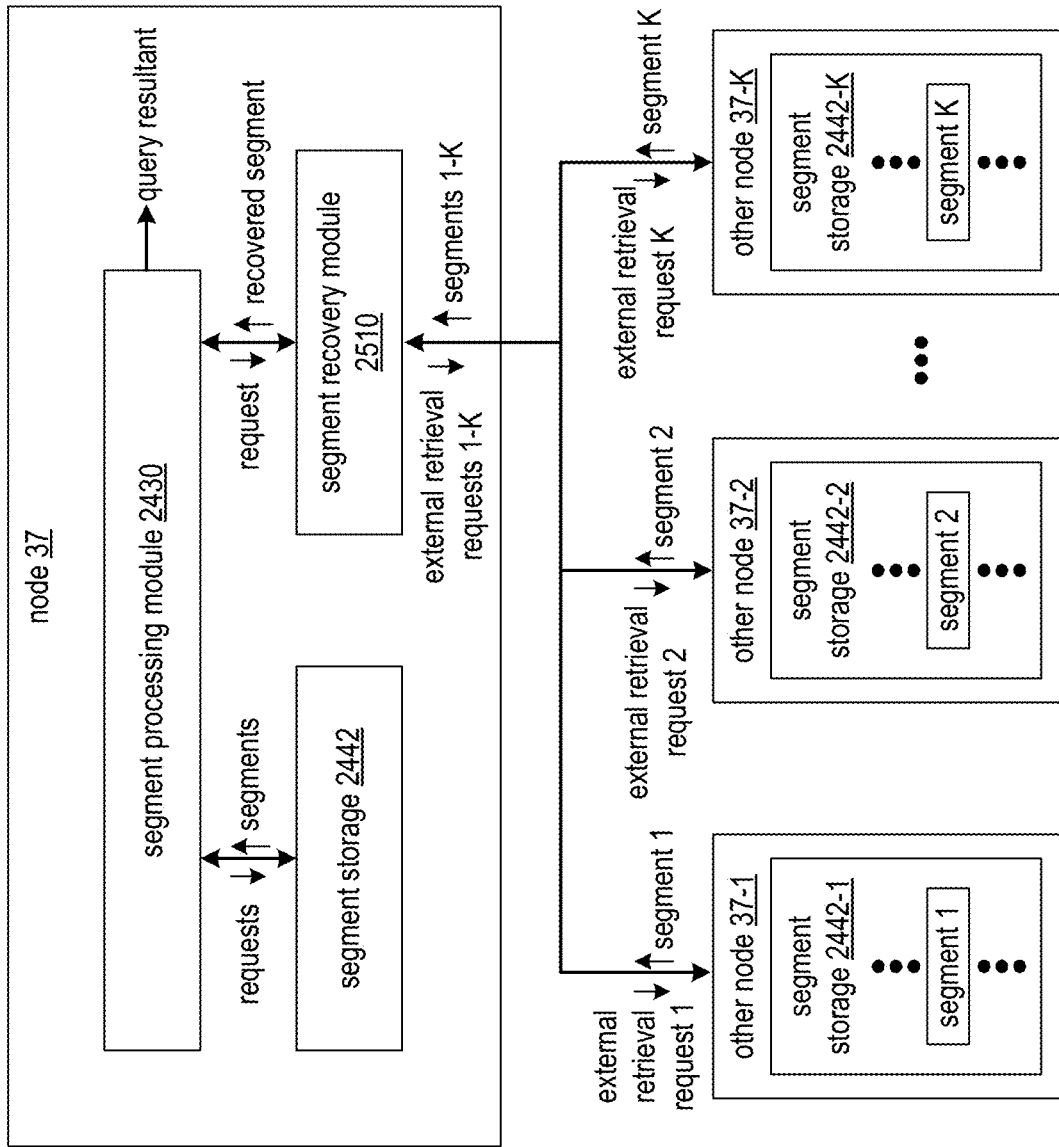 node 37
segment processing module 2430
query resultant
requests
segments
request
recovered segment
segment storage 2442
segment recovery module
2510
external retrieval
requests 1-K
segments 1-K
external
retrieval
request 1
segment 1
external retrieval
request 2
segment 2
external retrieval
request K
segment K
other node 37-1
segment
storage 2442-1
segment 1
other node 37-2
segment
storage 2442-2
segment 2
other node 37-K
segment
storage 2442-K
segment K